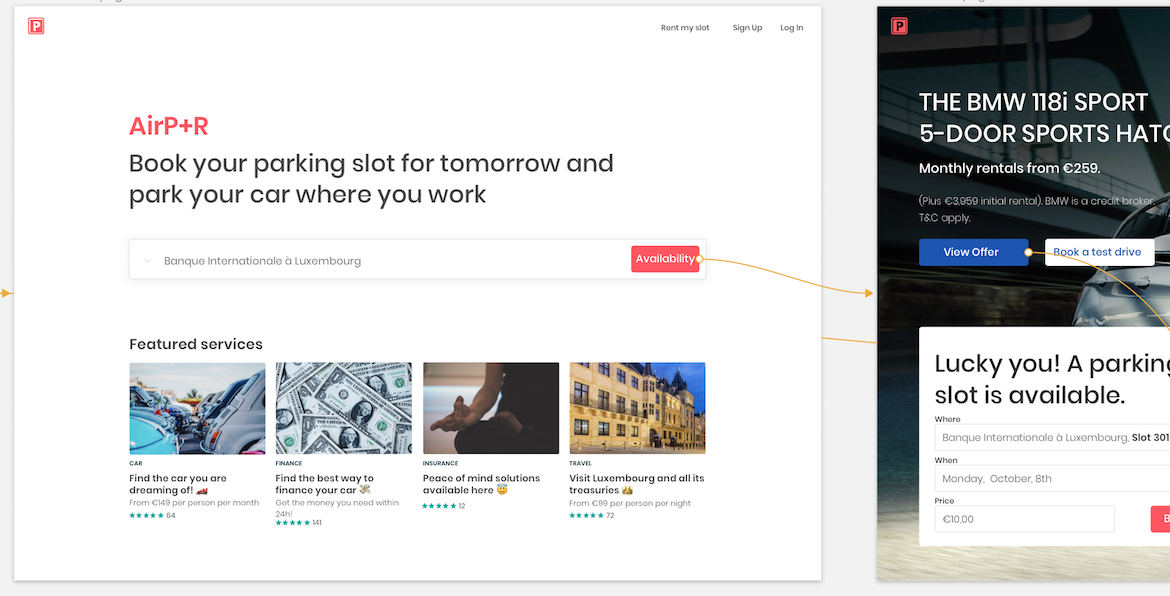 P
Rent my slot
Sign Up
Log In
AirP+R
Book your parking slot for tomorrow and
park your car where you work
Banque Internationale à Luxembourg
Availability
Featured services
CAR
Find the car you are
dreaming of! 🏎️
From €149 per person per month
★★★★★ 64
FINANCE
Find the best way to
finance your car 💸
Get the money you need within
24h!
★★★★★ 141
INSURANCE
Peace of mind solutions
available here 😇
★★★★★ 12
TRAVEL
Visit Luxembourg and all its
treasuries 👑
From €99 per person per night
★★★★★ 72
P
THE BMW 118i SPORT
5-DOOR SPORTS HATC
Monthly rentals from €259.
(Plus €3,959 initial rental). BMW is a credit broker.
T&C apply.
View Offer
Book a test drive
Lucky you! A parking
slot is available.
Where
Banque Internationale à Luxembourg, Slot 301
When
Monday, October, 8th
Price
€10,00
B